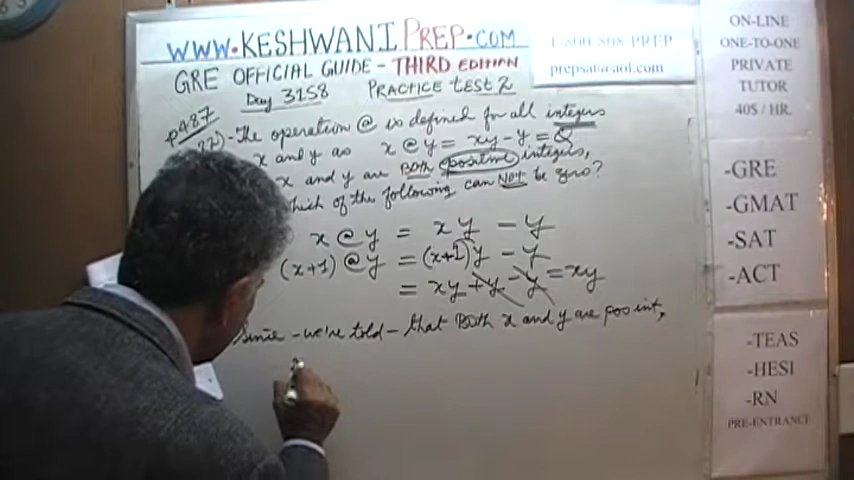 WWW.KESHWANIPREP.COM
GRE OFFICIAL GUIDE - THIRD EDITION
Day 3158 PRACTICE TEST 2
p487
22)-The operation @ is defined for all integers
x and y as x @ y = xy - y =
x and y are BOTH positive integers,
which of the following can NOT be zero?
x @ y = xy - y
(x+1) @ y = (x+1)y - y
= xy + y - y = xy
Since - we're told - that BOTH x and y are pos int,
1-800-808-PREP
prepsat@aol.com
ON-LINE
ONE-TO-ONE
PRIVATE
TUTOR
40$ / HR.
-GRE
-GMAT
-SAT
-ACT
-TEAS
-HESI
-RN
PRE-ENTRANCE